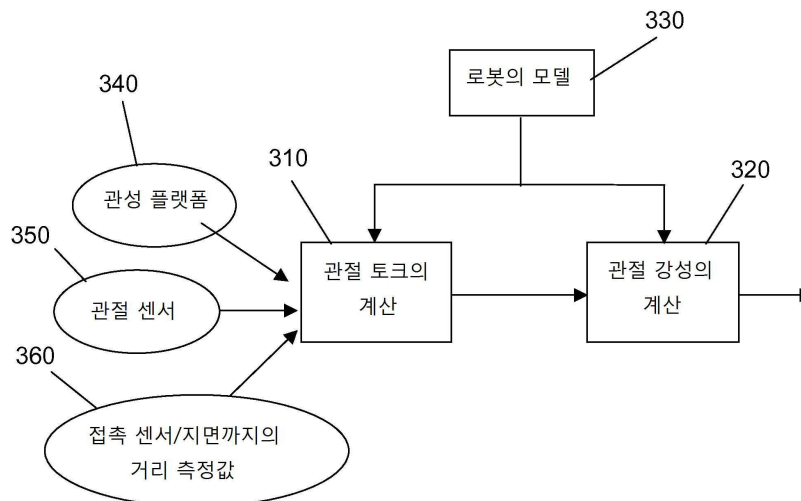 330
로봇의 모델
340
310
320
관성 플랫폼
350
관절 토크의
계산
관절 강성의
계산
관절 센서
360
접촉 센서/지면까지의
거리 측정값